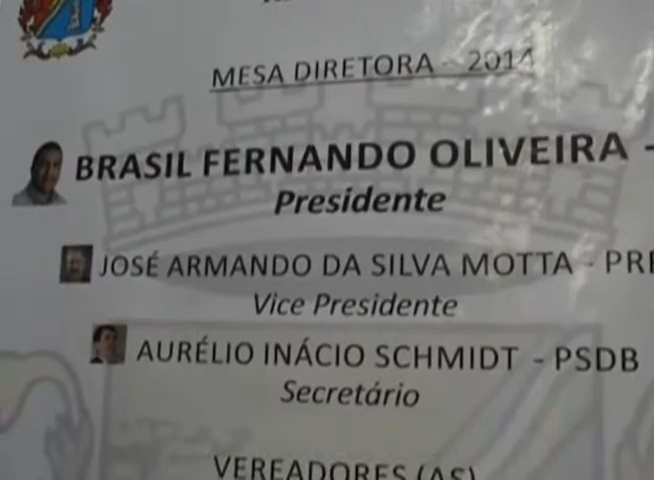 MESA DIRETORA - 2014
BRASIL FERNANDO OLIVEIRA -
Presidente
JOSÉ ARMANDO DA SILVA MOTTA - PR
Vice Presidente
AURÉLIO INÁCIO SCHMIDT - PSDB
Secretário
VEREADORES (AS)